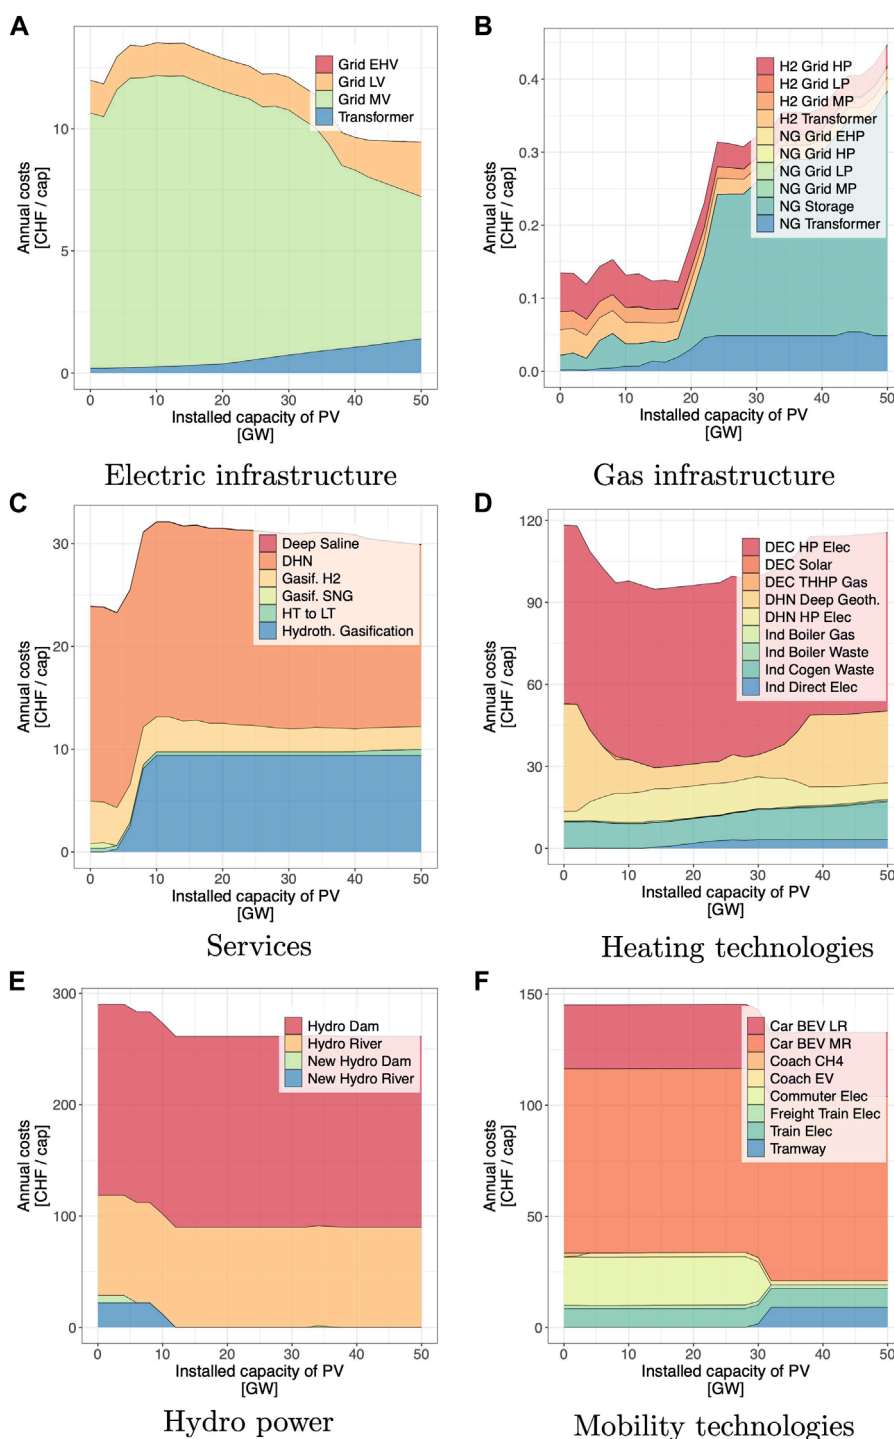 A
Annual costs
[CHF / cap]
10
5
0
Grid EHV
Grid LV
Grid MV
Transformer
0 10 20 30 40 50
Installed capacity of PV
[GW]
Electric infrastructure
B
Annual costs
[CHF / cap]
0.4
0.3
0.2
0.1
0.0
H2 Grid HP
H2 Grid LP
H2 Grid MP
H2 Transformer
NG Grid EHP
NG Grid HP
NG Grid LP
NG Grid MP
NG Storage
NG Transformer
0 10 20 30 40 50
Installed capacity of PV
[GW]
Gas infrastructure
C
Annual costs
[CHF / cap]
30
20
10
0
Deep Saline
DHN
Gasif. H2
Gasif. SNG
HT to LT
Hydroth. Gasification
0 10 20 30 40 50
Installed capacity of PV
[GW]
Services
D
Annual costs
[CHF / cap]
120
90
60
30
0
DEC HP Elec
DEC Solar
DEC THHP Gas
DHN Deep Geoth.
DHN HP Elec
Ind Boiler Gas
Ind Boiler Waste
Ind Cogen Waste
Ind Direct Elec
0 10 20 30 40 50
Installed capacity of PV
[GW]
Heating technologies
E
Annual costs
[CHF / cap]
300
200
100
0
Hydro Dam
Hydro River
New Hydro Dam
New Hydro River
0 10 20 30 40 50
Installed capacity of PV
[GW]
Hydro power
F
Annual costs
[CHF / cap]
150
100
50
0
Car BEV LR
Car BEV MR
Coach CH4
Coach EV
Commuter Elec
Freight Train Elec
Train Elec
Tramway
0 10 20 30 40 50
Installed capacity of PV
[GW]
Mobility technologies